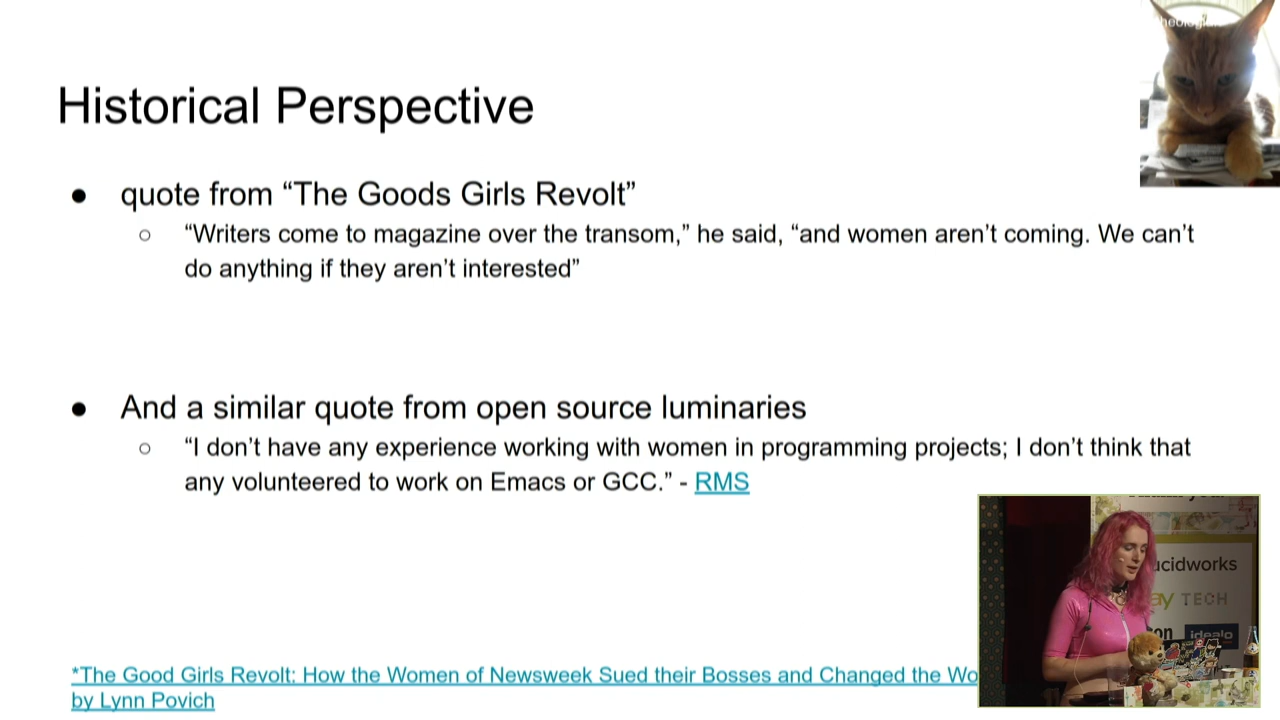 Historical Perspective
● quote from “The Goods Girls Revolt”
○ “Writers come to magazine over the transom,” he said, “and women aren’t coming. We can’t
do anything if they aren’t interested”
● And a similar quote from open source luminaries
○ “I don’t have any experience working with women in programming projects; I don’t think that
any volunteered to work on Emacs or GCC.” - RMS
ucidworks
ay TECH
on idealo
*The Good Girls Revolt: How the Women of Newsweek Sued their Bosses and Changed the Wo
by Lynn Povich